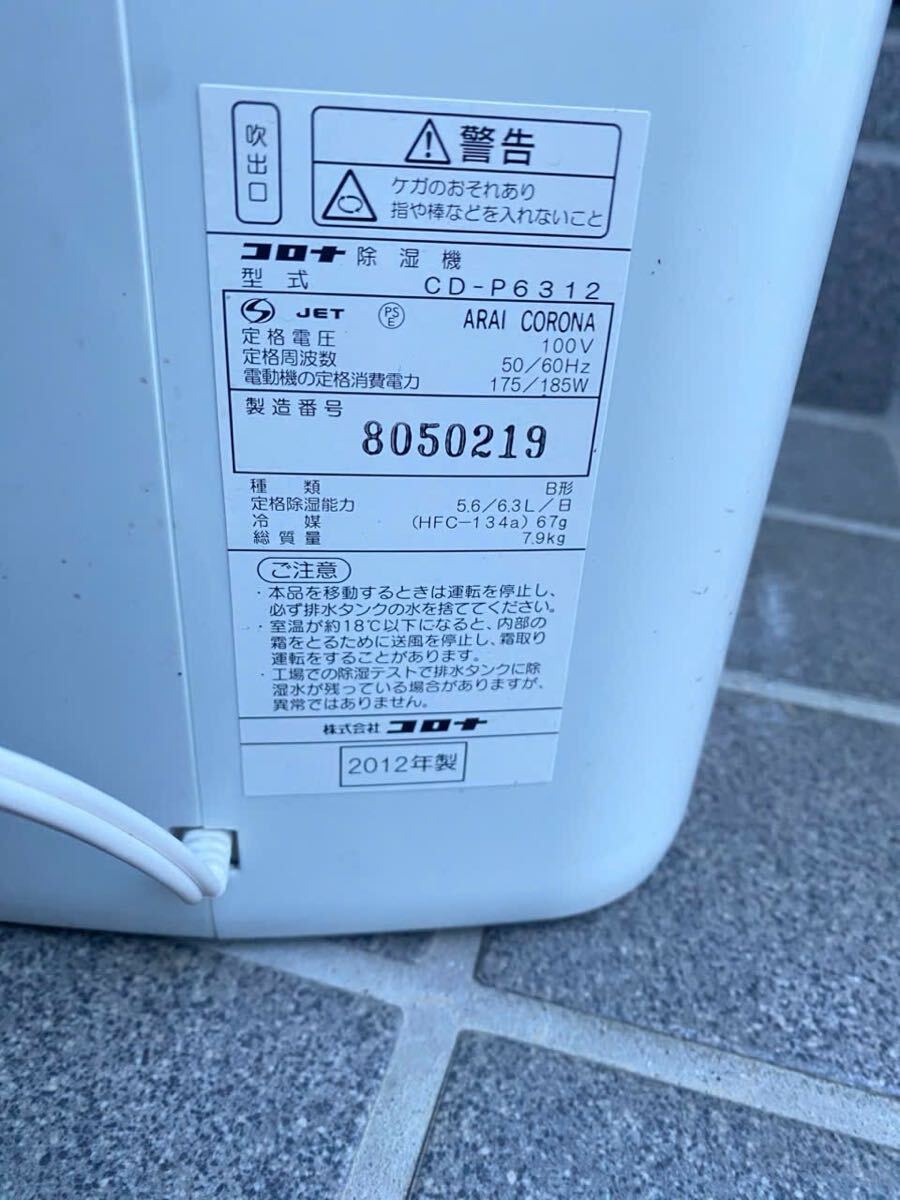 吹出口
警告
ケガのおそれあり
指や棒などを入れないこと
コロナ 除湿機
型式 CD-P6312
JET PSE ARAI CORONA
定格電圧 100V
定格周波数 50/60Hz
電動機の定格消費電力 175/185W
製造番号
8050219
種類 B形
定格除湿能力 5.6/6.3L/日
冷媒 (HFC-134a) 67g
総質量 7.9kg
ご注意
・本品を移動するときは運転を停止し、
必ず排水タンクの水を捨ててください。
・室温が約18℃以下になると、内部の
霜をとるために送風を停止し、霜取り
運転をすることがあります。
・工場での除湿テストで排水タンクに除
湿水が残っている場合がありますが、
異常ではありません。
株式会社 コロナ
2012年製